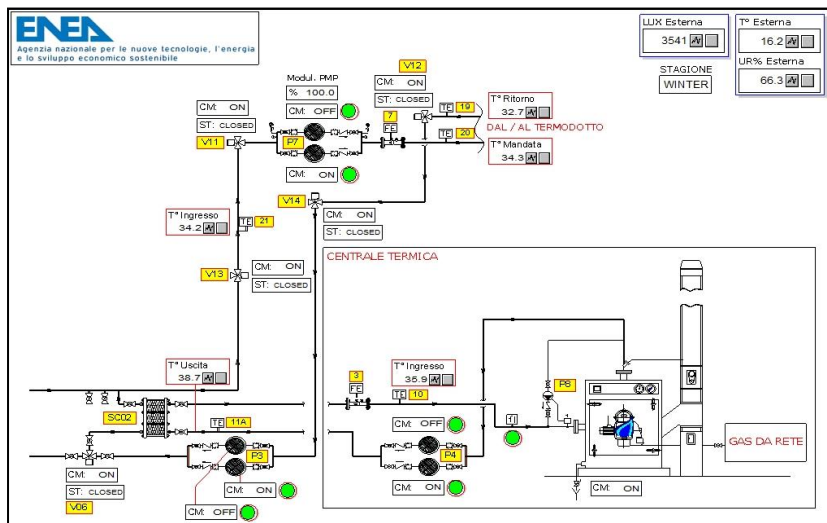 ENEA
Agenzia nazionale per le nuove tecnologie, l'energia
e lo sviluppo economico sostenibile
LUX Esterna
3541
T° Esterna
16.2
UR% Esterna
66.3
STAGIONE
WINTER
Modul. PMP
% 100.0
CM: OFF
V12
CM: ON
ST: CLOSED
CM: ON
ST: CLOSED
V11
P7
7
FE
TE
19
T° Ritorno
32.7
DAL / AL TERMODOTTO
TE
20
T° Mandata
34.3
CM: ON
V14
CM: ON
ST: CLOSED
T° Ingresso
34.2
TE
21
V13
CM: ON
ST: CLOSED
CENTRALE TERMICA
T° Uscita
38.7
3
FE
T° Ingresso
35.9
TE
10
P8
SC02
TE
11A
CM: OFF
P3
P4
GAS DA RETE
CM: ON
ST: CLOSED
V06
CM: ON
CM: OFF
CM: ON
CM: ON